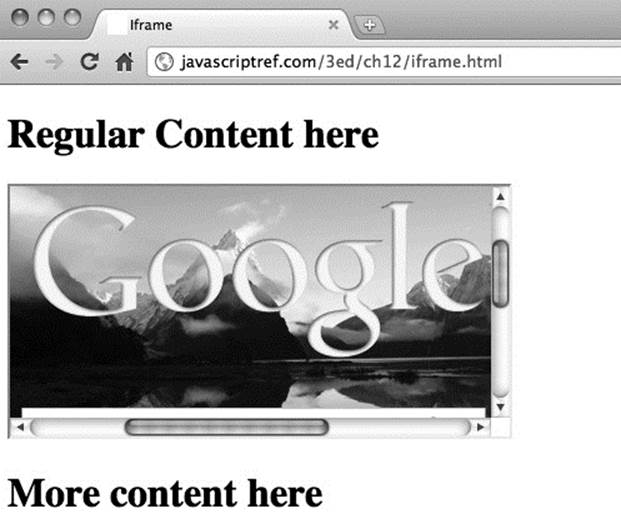 Iframe
javascriptref.com/3ed/ch12/iframe.html
Regular Content here
Google
More content here